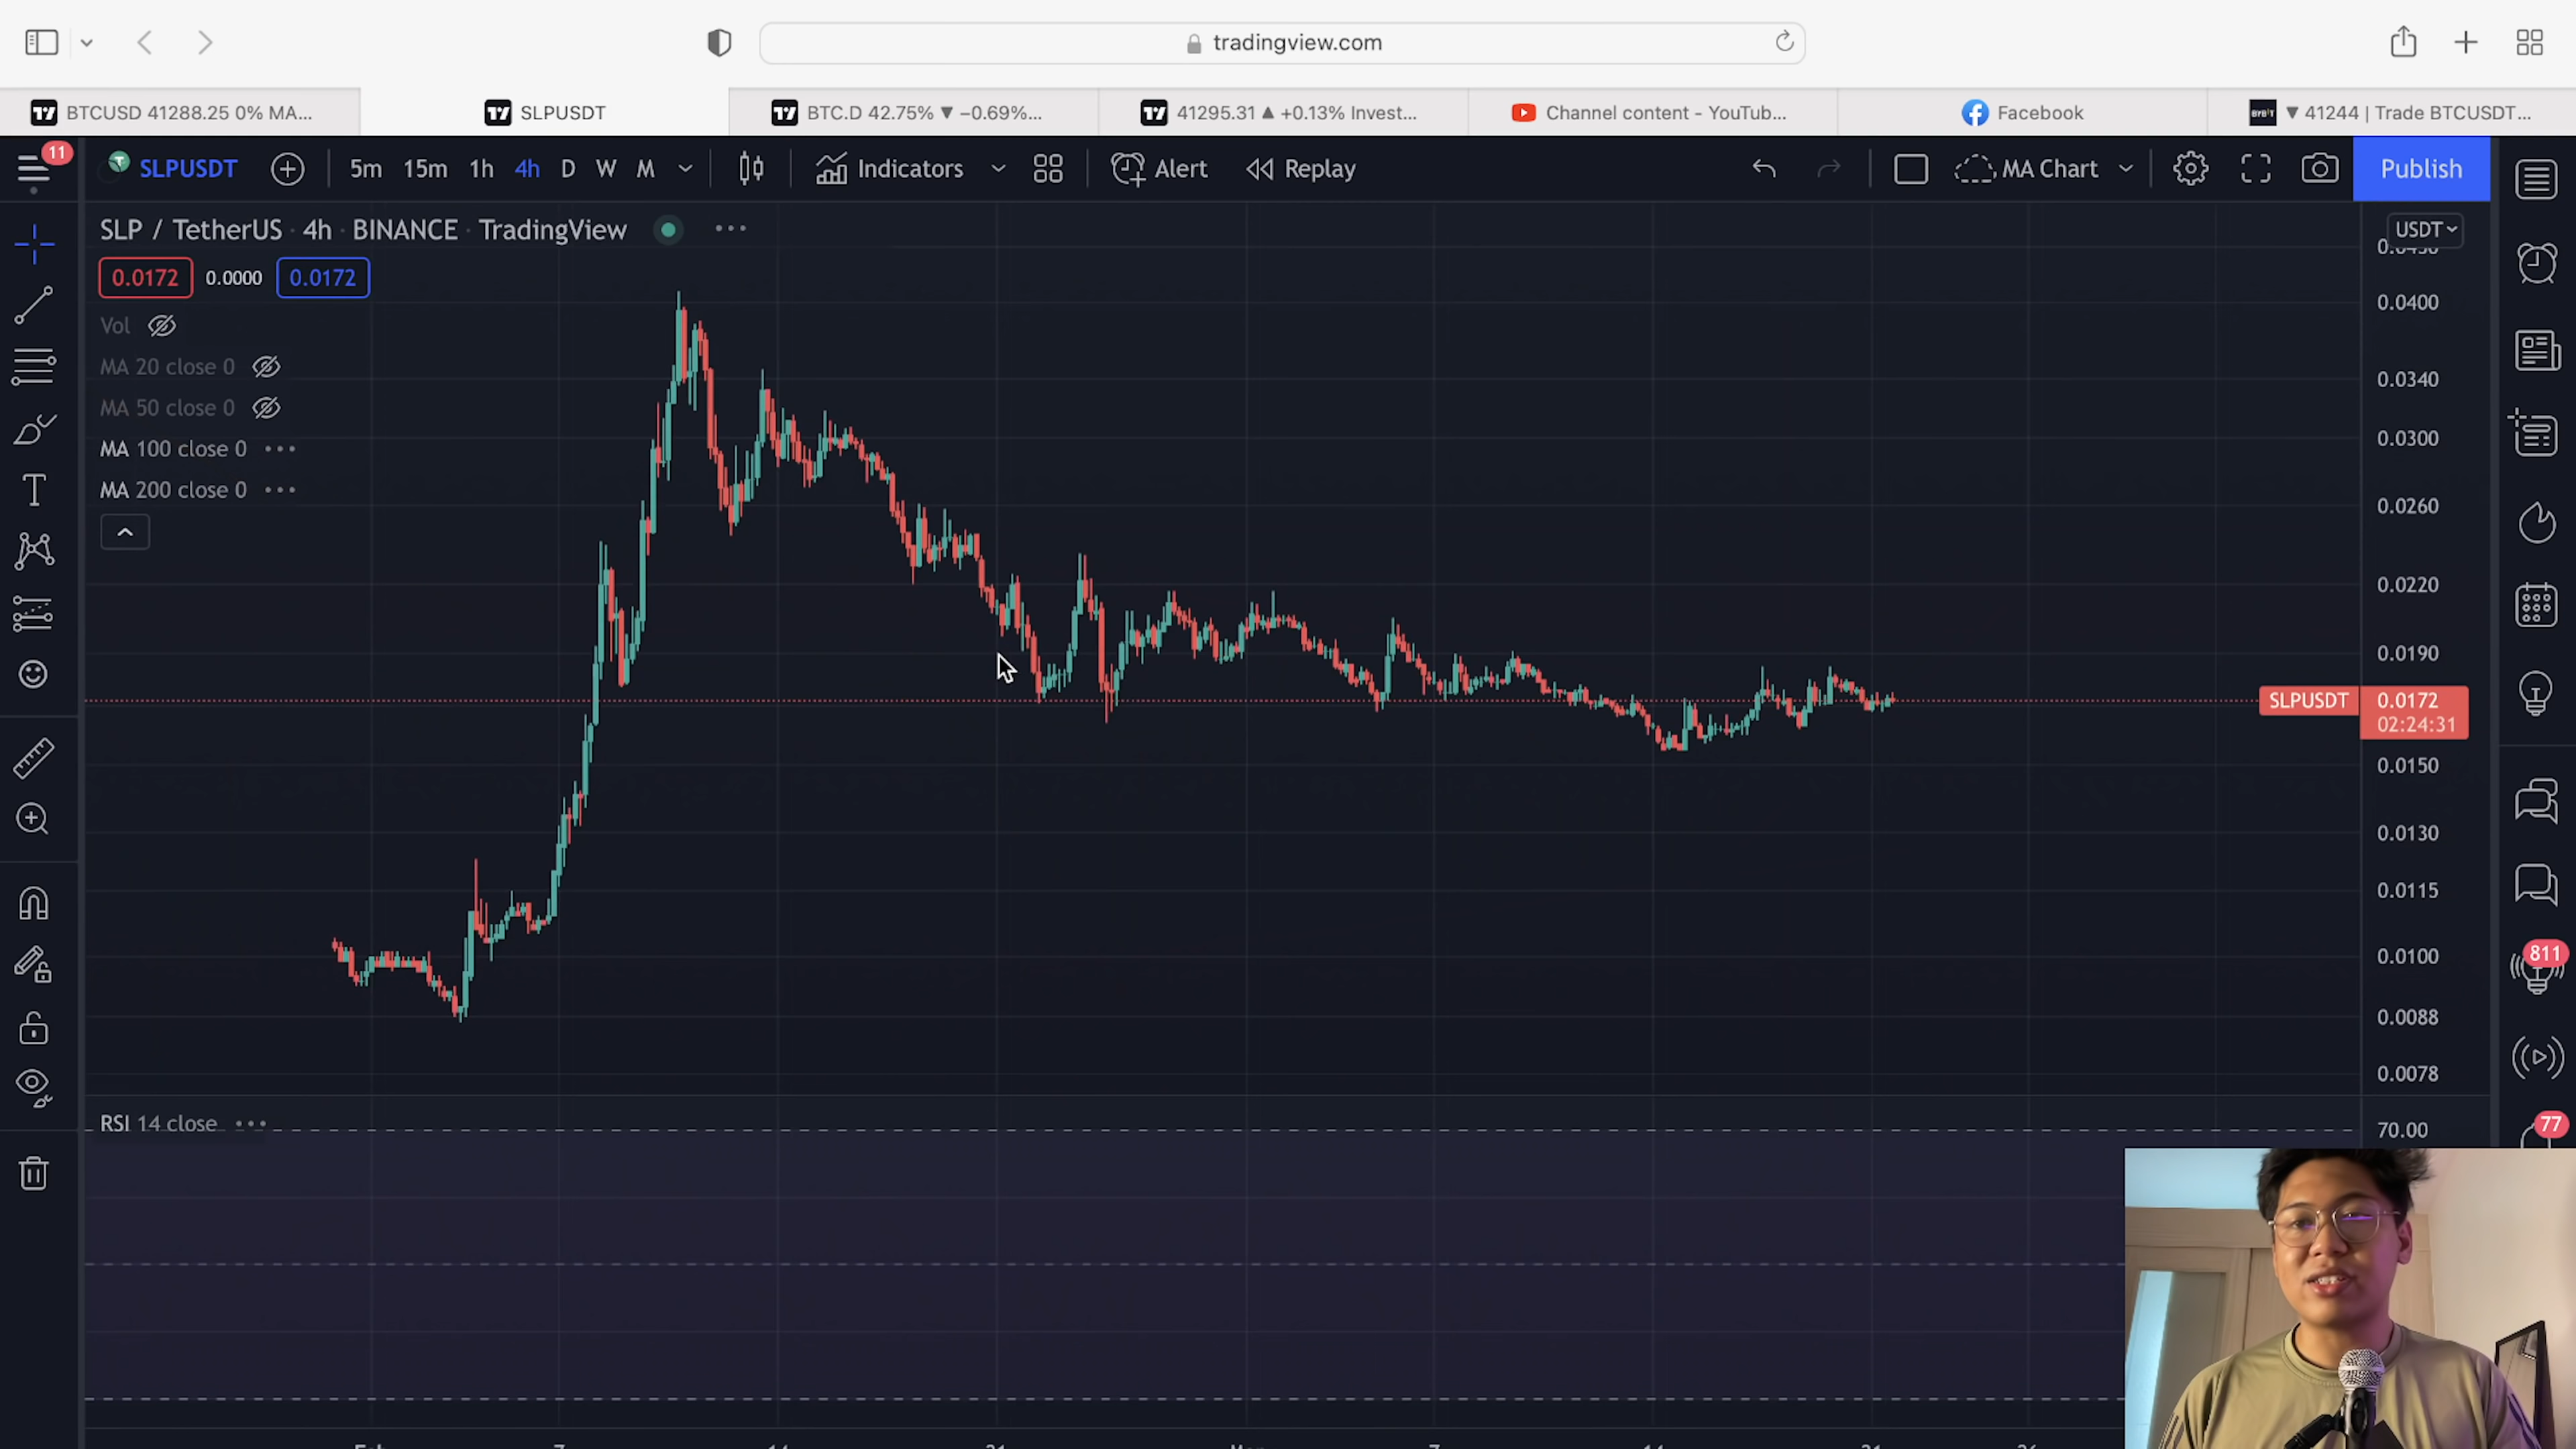 tradingview.com
BTCUSD 41288.25 0% MA...
SLPUSDT
BTC.D 42.75% ▼ −0.69%...
41295.31 ▲ +0.13% Invest...
Channel content - YouTub...
Facebook
BYBIT ▼ 41244 | Trade BTCUSDT...
11
SLPUSDT 5m 15m 1h 4h D W M Indicators Alert Replay MA Chart Publish
SLP / TetherUS · 4h · BINANCE · TradingView
USDT
0.0172 0.0000 0.0172
Vol
MA 20 close 0
MA 50 close 0
MA 100 close 0
MA 200 close 0
0.0400
0.0340
0.0300
0.0260
0.0220
0.0190
SLPUSDT 0.0172
02:24:31
0.0150
0.0130
0.0115
0.0100
0.0088
0.0078
811
77
RSI 14 close
70.00